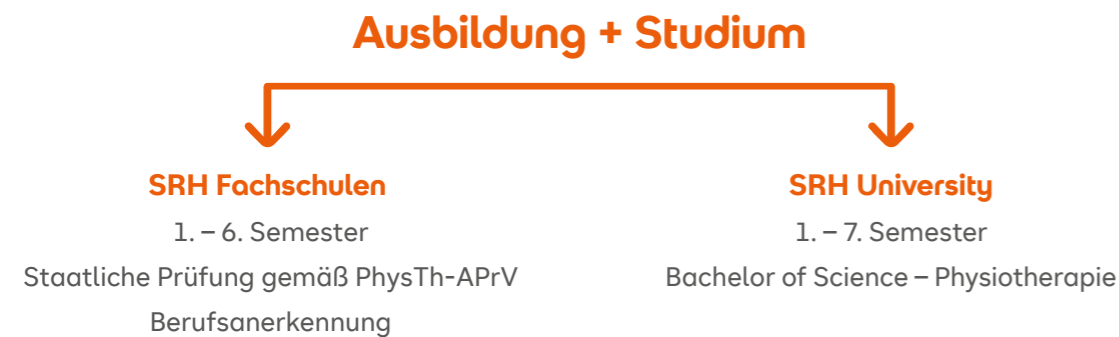 Ausbildung + Studium
SRH Fachschulen
1. – 6. Semester
Staatliche Prüfung gemäß PhysTh-APrV
Berufsanerkennung
SRH University
1. – 7. Semester
Bachelor of Science – Physiotherapie